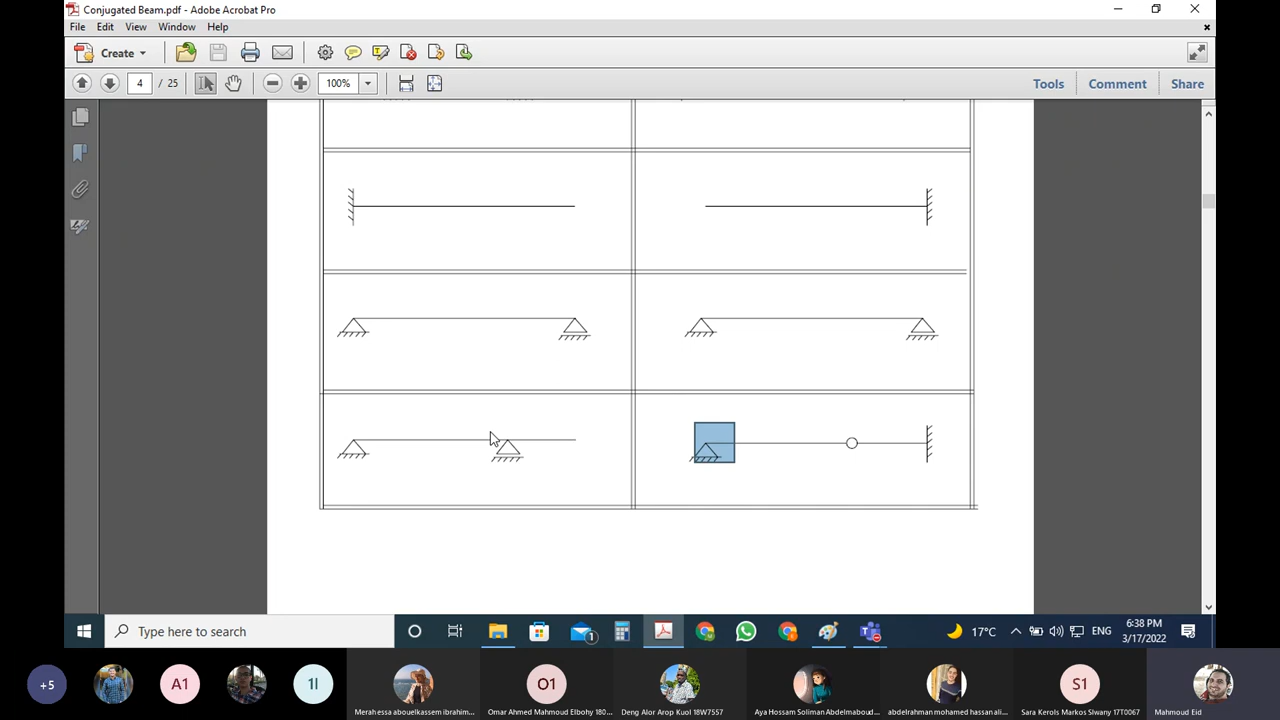 Conjugated Beam.pdf - Adobe Acrobat Pro
File Edit View Window Help
Create
4 / 25 100% Tools Comment Share
Type here to search
1
17°C ENG 6:38 PM
3/17/2022
+5 A1 1I O1 S1
Merahessa abouelkassem ibrahim... Omar Ahmed Mahmoud Elbohy 180... Deng Alor Arop Kuol 18W7557 Aya Hossam Soliman Abdelmaboud... abdelrahman mohamed hassan ali... Sara Kerols Markos Slwany 17T0067 Mahmoud Eid